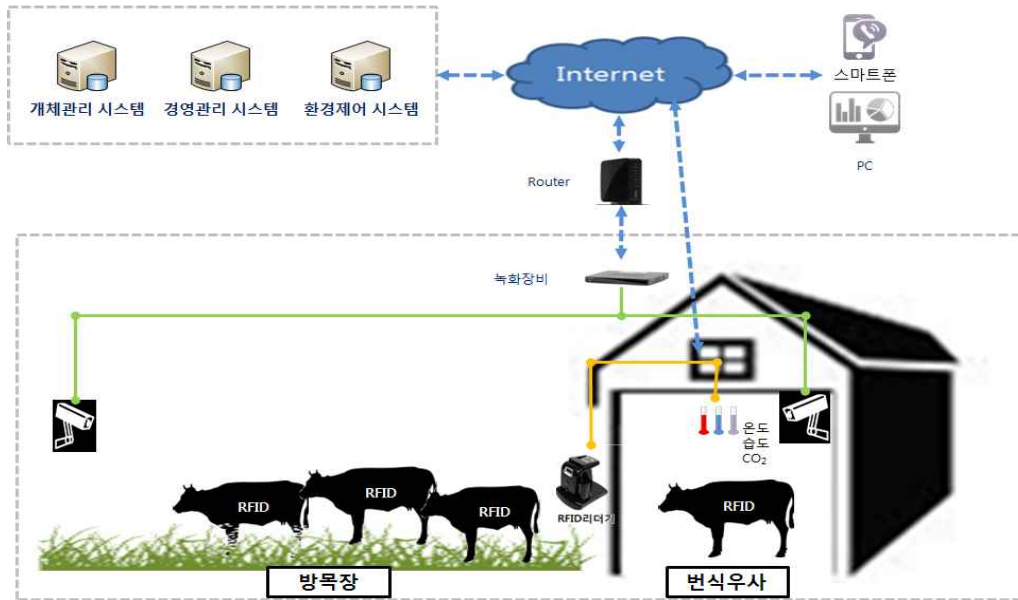 Internet
스마트폰
개체관리 시스템
경영관리 시스템
환경제어 시스템
PC
Router
녹화장비
온도
습도
CO₂
RFID
RFID
RFID
RFID
RFID리더기
방목장
번식우사